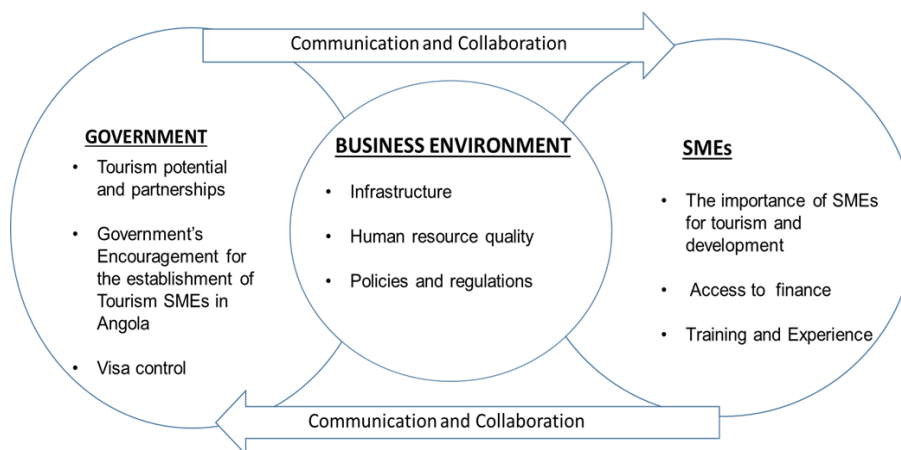 Communication and Collaboration
GOVERNMENT
• Tourism potential
and partnerships
• Government's
Encouragement for
the establishment of
Tourism SMEs in
Angola
• Visa control
BUSINESS ENVIRONMENT
• Infrastructure
• Human resource quality
• Policies and regulations
SMEs
• The importance of SMEs
for tourism and
development
• Access to finance
• Training and Experience
Communication and Collaboration